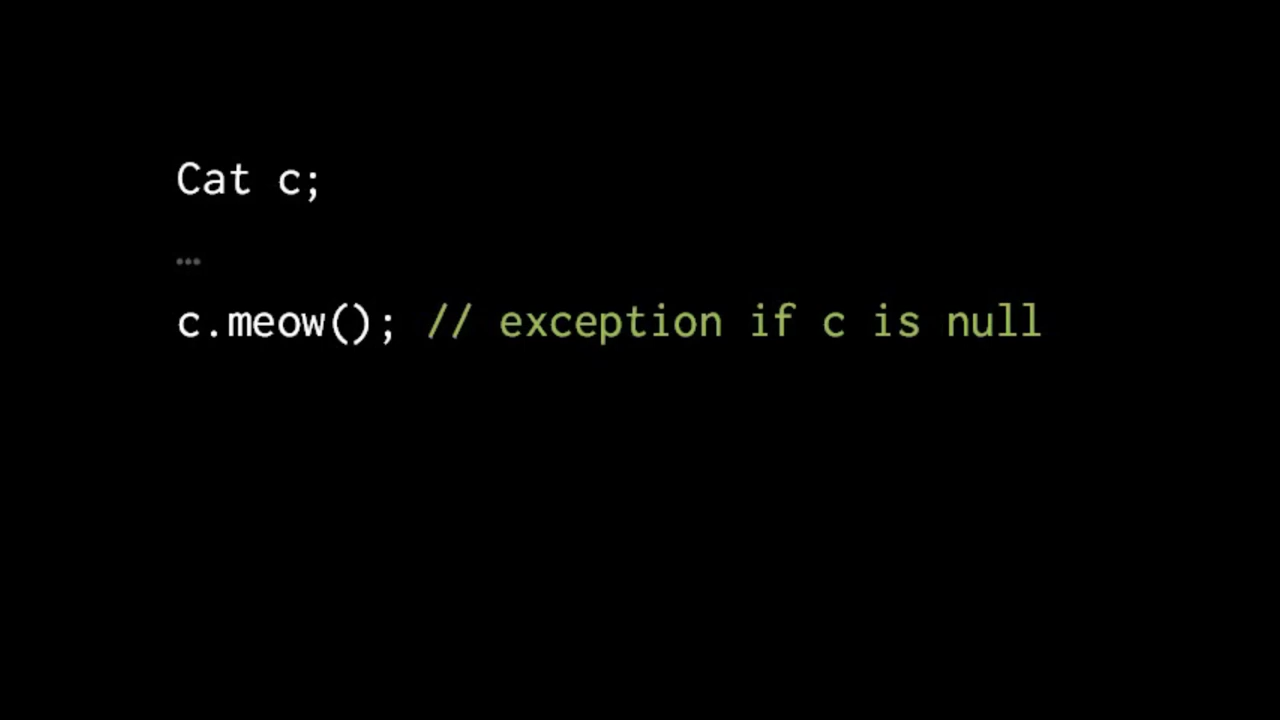 Cat c;
…
c.meow(); // exception if c is null